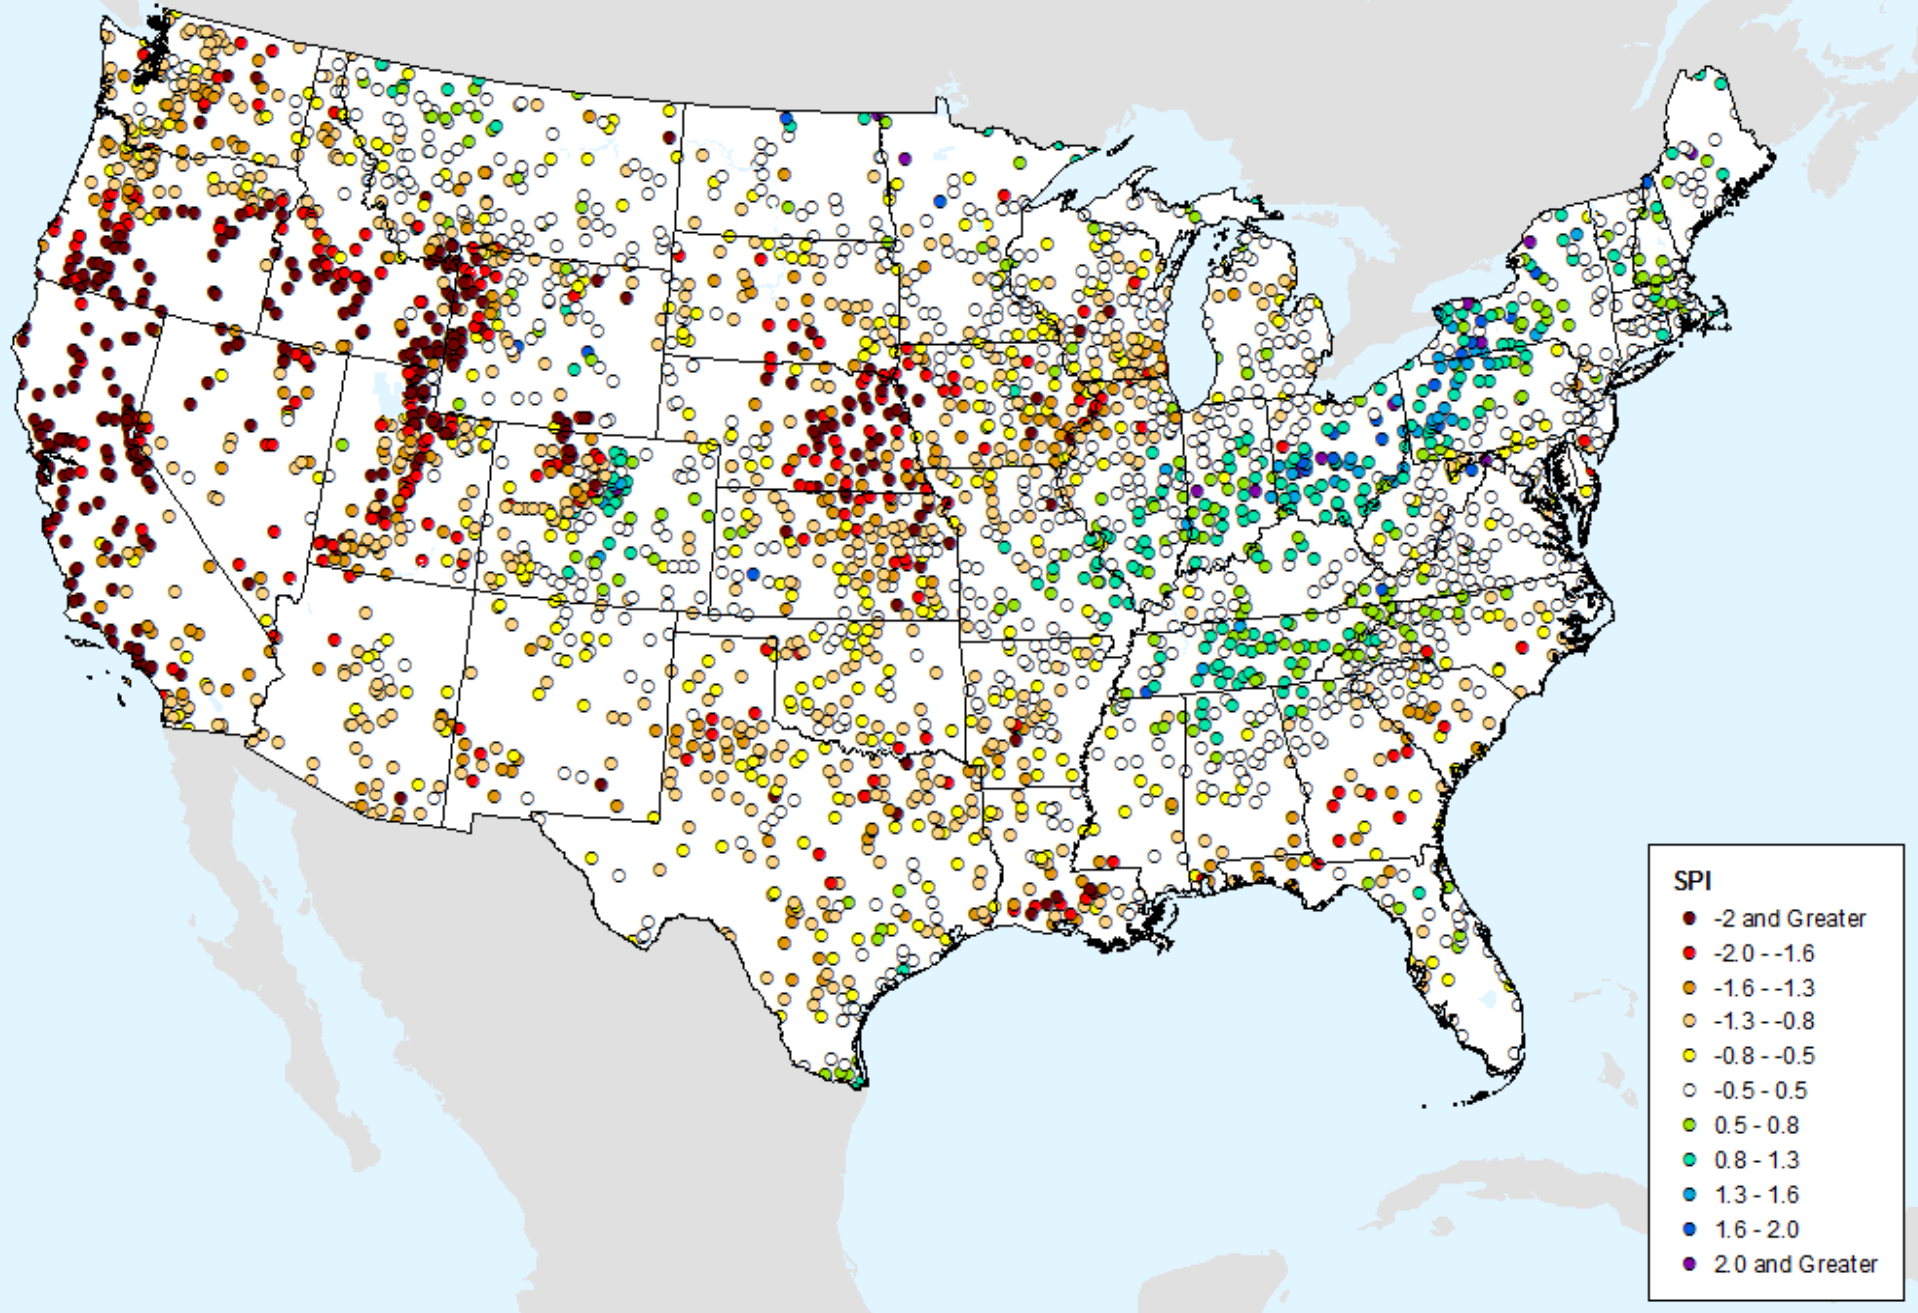 SPI
-2 and Greater
-2.0 - -1.6
-1.6 - -1.3
-1.3 - -0.8
-0.8 - -0.5
-0.5 - 0.5
0.5 - 0.8
0.8 - 1.3
1.3 - 1.6
1.6 - 2.0
2.0 and Greater